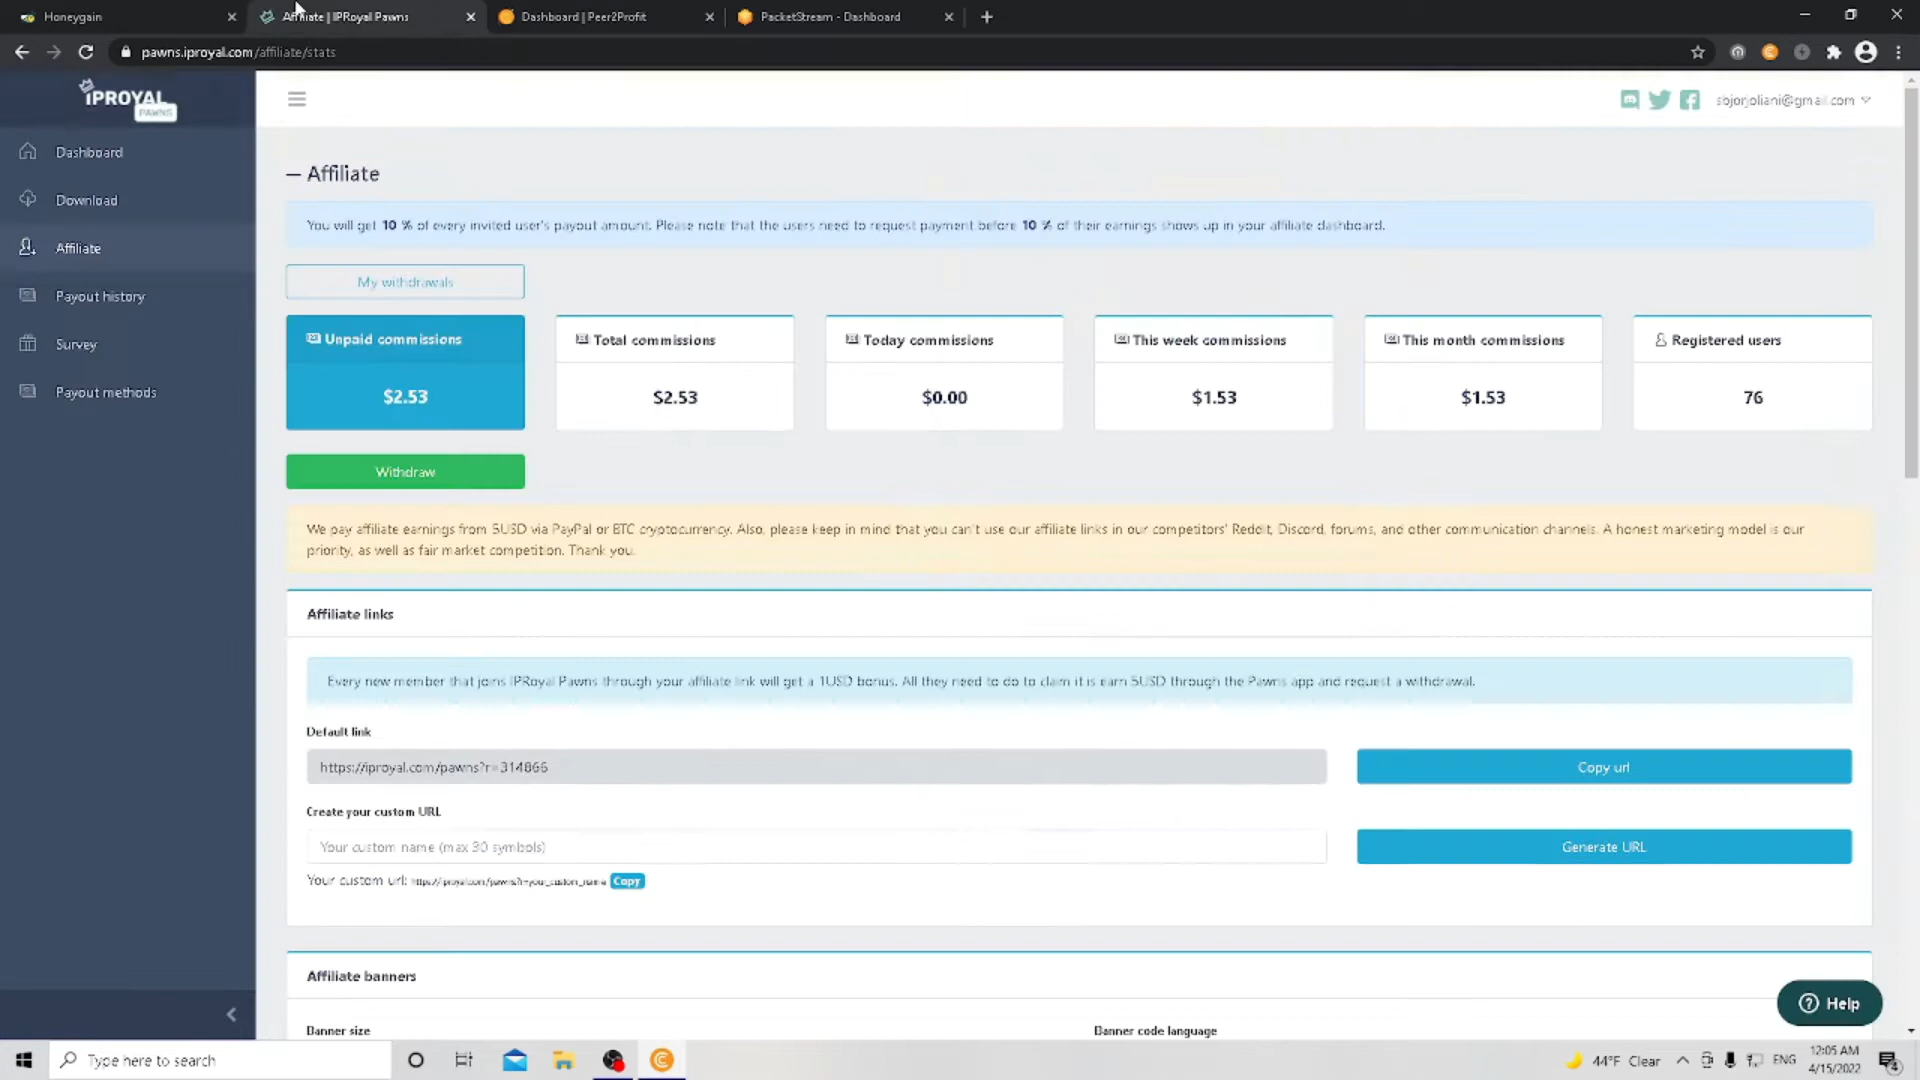 Honeygain
Affiliate | IPRoyal Pawns
Dashboard | Peer2Profit
PacketStream - Dashboard
pawns.iproyal.com/affiliate/stats
IPROYAL
PAWNS
sbjorjoliani@gmail.com
Dashboard
Download
Affiliate
Payout history
Survey
Payout methods
— Affiliate
You will get 10 % of every invited user's payout amount. Please note that the users need to request payment before 10 % of their earnings shows up in your affiliate dashboard.
My withdrawals
Unpaid commissions
$2.53
Total commissions
$2.53
Today commissions
$0.00
This week commissions
$1.53
This month commissions
$1.53
Registered users
76
Withdraw
We pay affiliate earnings from 5USD via PayPal or BTC cryptocurrency. Also, please keep in mind that you can't use our affiliate links in our competitors' Reddit, Discord, forums, and other communication channels. A honest marketing model is our
priority, as well as fair market competition. Thank you.
Affiliate links
Every new member that joins IPRoyal Pawns through your affiliate link will get a 1USD bonus. All they need to do to claim it is earn 5USD through the Pawns app and request a withdrawal.
Default link
https://iproyal.com/pawns?r=314866
Copy url
Create your custom URL
Your custom name (max 30 symbols)
Generate URL
Your custom url: https://iproyal.com/pawns?r=your_custom_name Copy
Affiliate banners
Banner size
Banner code language
Help
Type here to search
44°F Clear
ENG
12:05 AM
4/15/2022
4